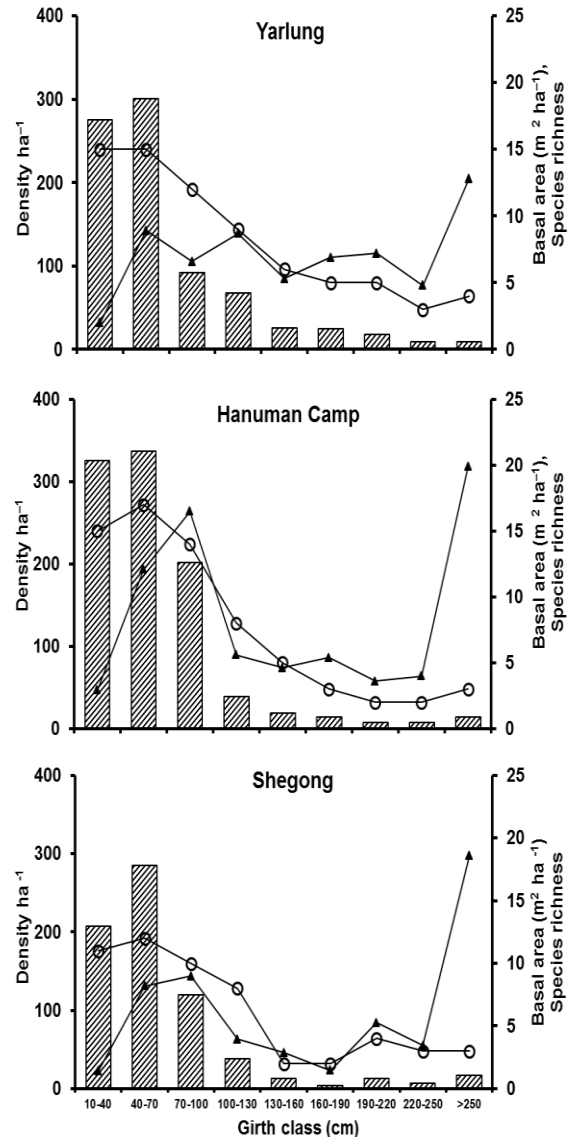 Yarlung
400
300
200
100
0
Density ha⁻¹
25
20
15
10
5
0
Basal area (m ² ha⁻¹),
Species richness
Hanuman Camp
400
300
200
100
0
Density ha⁻¹
25
20
15
10
5
0
Basal area (m ² ha⁻¹),
Species richness
Shegong
400
300
200
100
0
Density ha ⁻¹
25
20
15
10
5
0
Basal area (m² ha ⁻¹)
Species richness
10-40 40-70 70-100 100-130 130-160 160-190 190-220 220-250 >250
Girth class (cm)